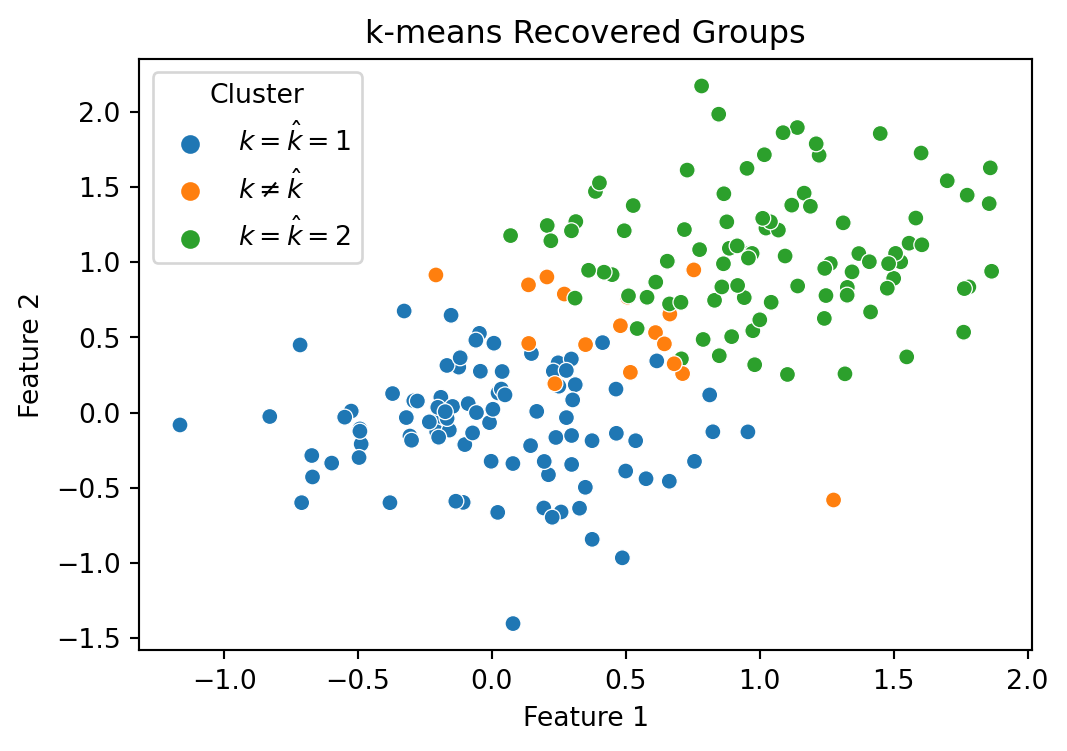 k-means Recovered Groups
Cluster
k = k̂ = 1
k ≠ k̂
k = k̂ = 2
2.0
1.5
1.0
0.5
0.0
−0.5
−1.0
−1.5
Feature 2
−1.0 −0.5 0.0 0.5 1.0 1.5 2.0
Feature 1